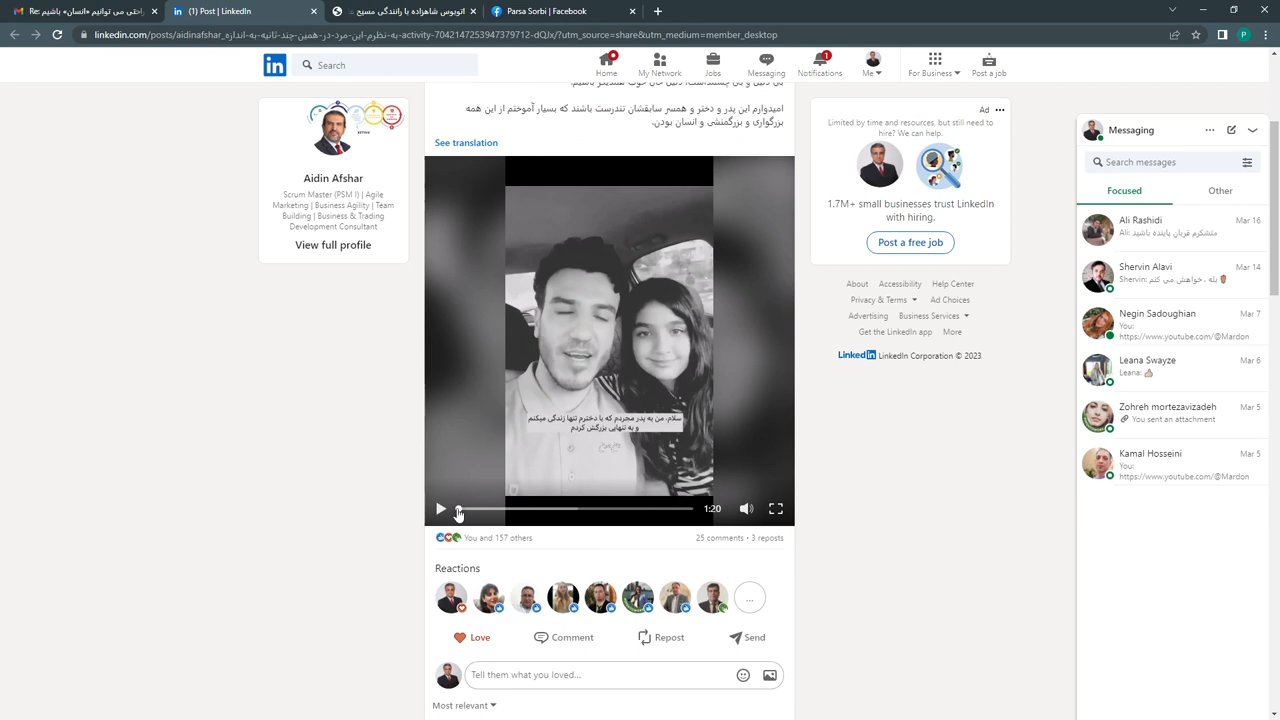 (1) Post | LinkedIn
Parsa Sorbi | Facebook
P
Search
Home
My Network
Jobs
Messaging
1
Notifications
Me
For Business
Post a job
امیدوارم این پدر و دختر و همسر سابقشان تندرست باشند که بسیار آموختم از این همه
بزرگواری و بزرگمنشی و انسان بودن.
See translation
Aidin Afshar
Scrum Master (PSM I) | Agile
Marketing | Business Agility | Team
Building | Business & Trading
Development Consultant
View full profile
سلام، من یه پدر مجردم که با دخترم تنها زندگی میکنم
و به تنهایی بزرگش کردم
1:20
You and 157 others
25 comments • 3 reposts
Reactions
...
Love
Comment
Repost
Send
Tell them what you loved...
Most relevant
Ad
Limited by time and resources, but still need to
hire? We can help.
1.7M+ small businesses trust LinkedIn
with hiring.
Post a free job
About Accessibility Help Center
Privacy & Terms Ad Choices
Advertising Business Services
Get the LinkedIn app More
LinkedIn LinkedIn Corporation © 2023
Messaging
Search messages
Focused
Other
Ali Rashidi Mar 16
Ali: متشکرم قربان پاینده باشید
Shervin Alavi Mar 14
Shervin: بله ، خواهش می کنم
Negin Sadoughian Mar 7
You:
https://www.youtube.com/@Mardon
Leana Swayze Mar 6
Leana: 👍🏼
Zohreh mortezavizadeh Mar 5
You sent an attachment
Kamal Hosseini Mar 5
You:
https://www.youtube.com/@Mardon